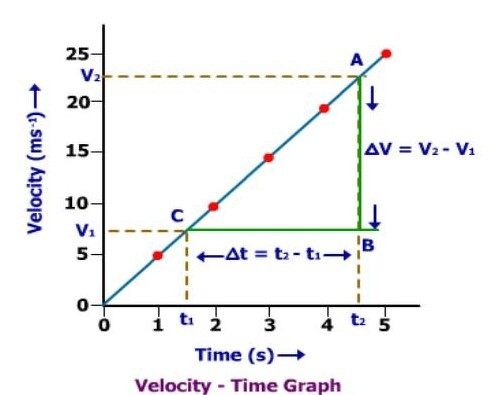 A
25
V₂
20
ΔV = V₂ - V₁
15
Velocity (ms⁻¹)→
10
C
V₁
B
5
←Δt = t₂ - t₁→
0
0 1 t₁ 2 3 4 t₂ 5
Time (s)→
Velocity - Time Graph